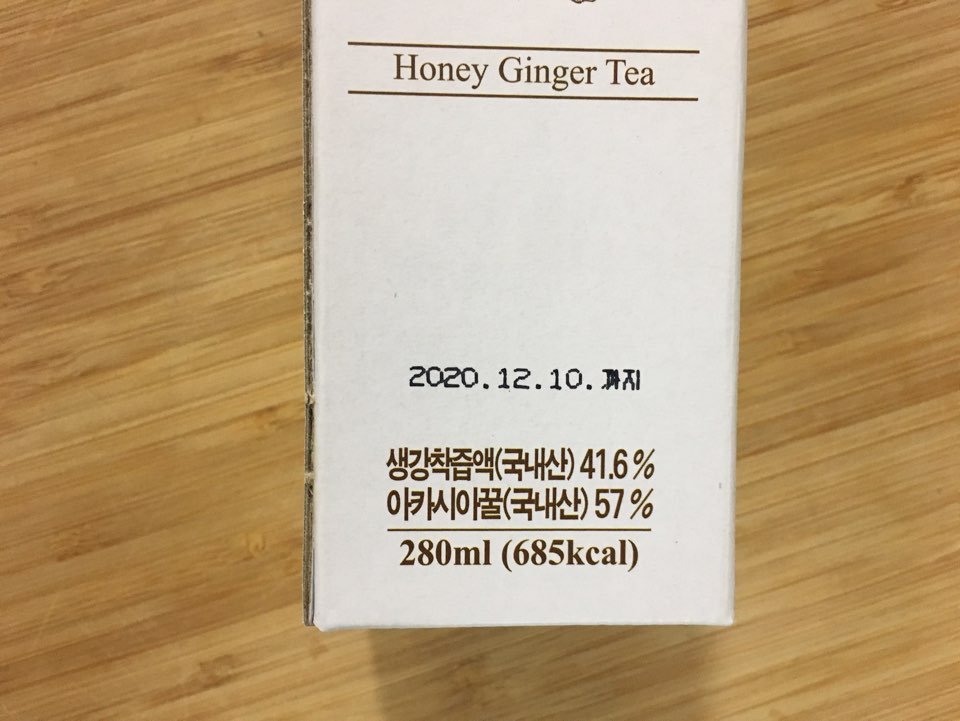 Honey Ginger Tea
2020.12.10.까지
생강착즙액(국내산) 41.6%
아카시아꿀(국내산) 57%
280ml (685kcal)